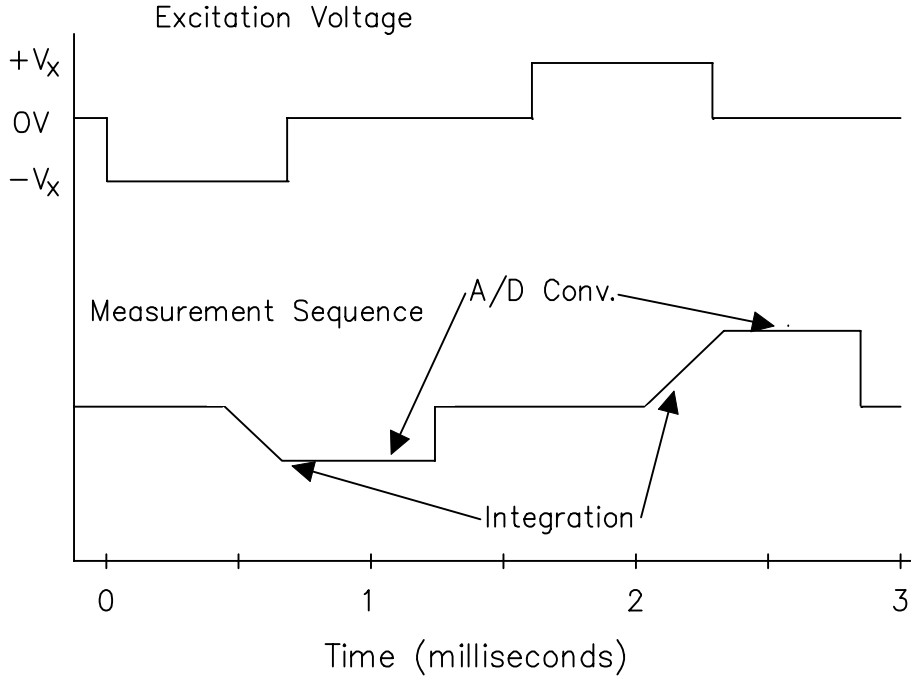 Excitation Voltage
+Vx
0V
−Vx
A/D Conv.
Measurement Sequence
Integration
0 1 2 3
Time (milliseconds)